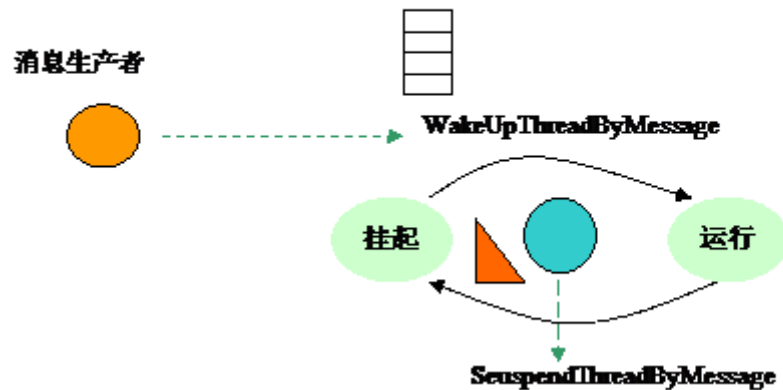 消息生产者
WakeUpThreadByMessage
挂起
运行
SeuspendThreadByMessage